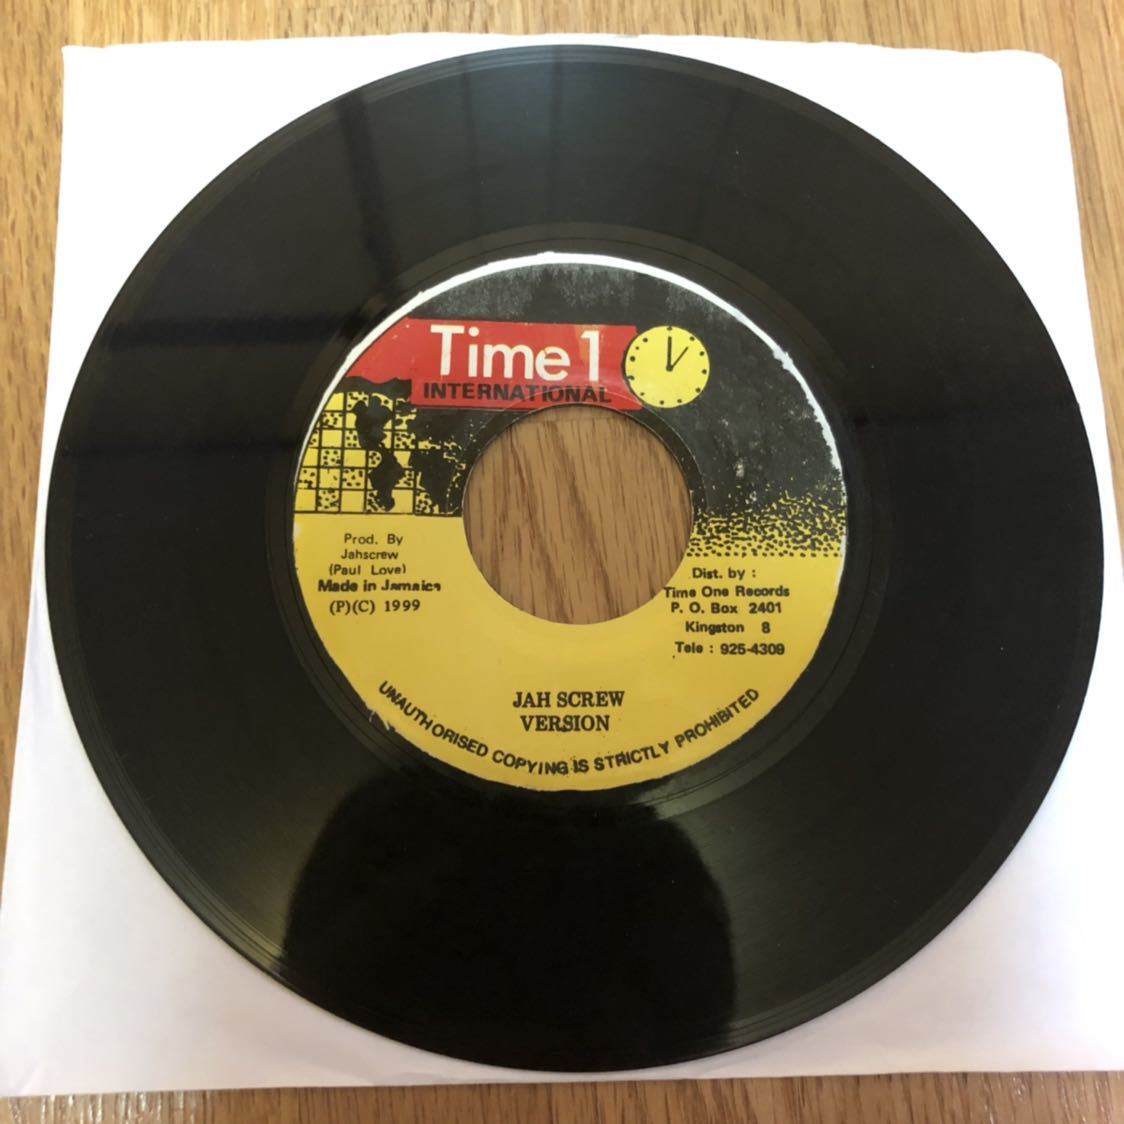 Time 1
INTERNATIONAL
Prod. By
Jahscrew
(Paul Love)
Made in Jamaica
(P)(C) 1999
Dist. by :
Time One Records
P. O. Box 2401
Kingston 8
Tele : 925-4309
JAH SCREW
VERSION
UNAUTHORISED COPYING IS STRICTLY PROHIBITED